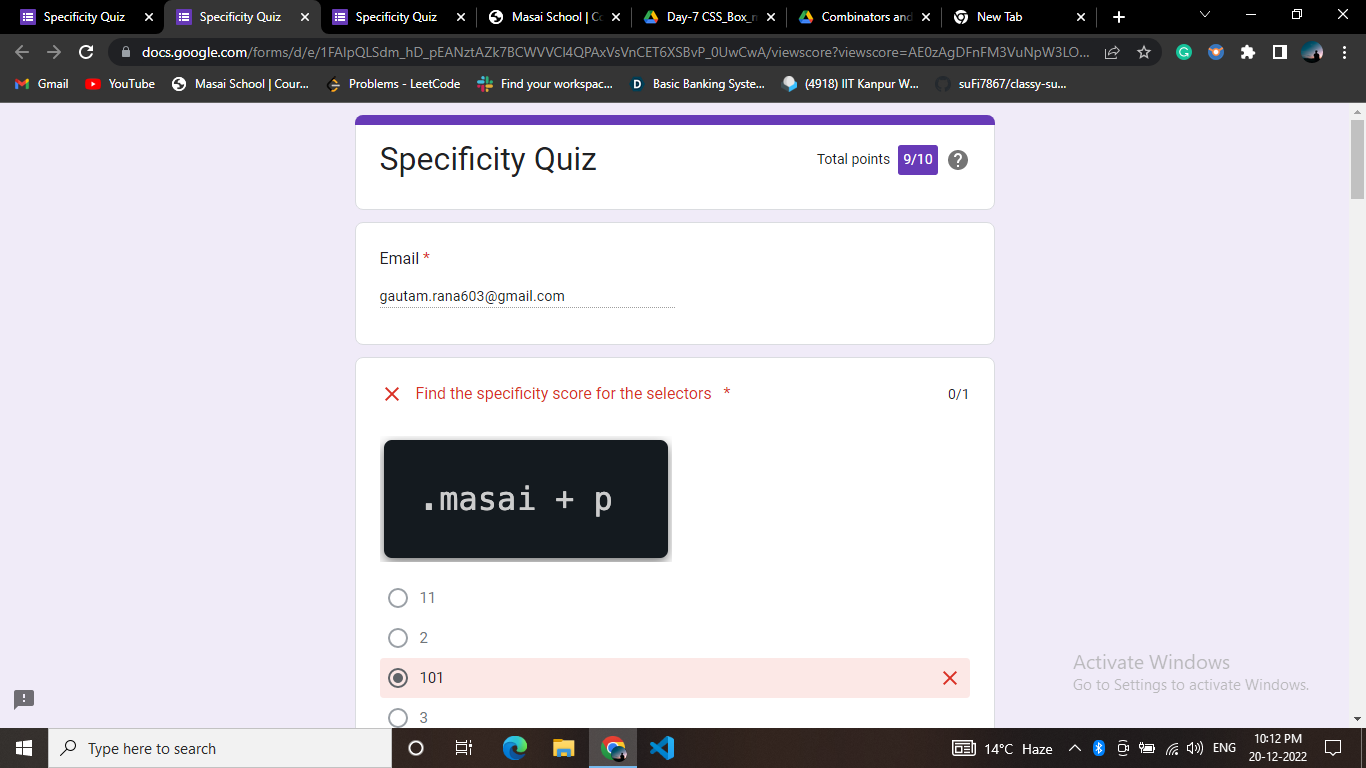 Specificity Quiz
Specificity Quiz
Specificity Quiz
Masai School | Co
Day-7 CSS_Box_m
Combinators and
New Tab
docs.google.com/forms/d/e/1FAIpQLSdm_hD_pEANztAZk7BCWVVCI4QPAxVsVnCET6XSBvP_0UwCwA/viewscore?viewscore=AE0zAgDFnFM3VuNpW3LO...
Gmail
YouTube
Masai School | Cour...
Problems - LeetCode
Find your workspac...
Basic Banking Syste...
(4918) IIT Kanpur W...
suFi7867/classy-su...
Specificity Quiz
Total points 9/10
Email *
gautam.rana603@gmail.com
Find the specificity score for the selectors *
0/1
.masai + p
11
2
101
3
Activate Windows
Go to Settings to activate Windows.
Type here to search
14°C Haze
ENG
10:12 PM
20-12-2022